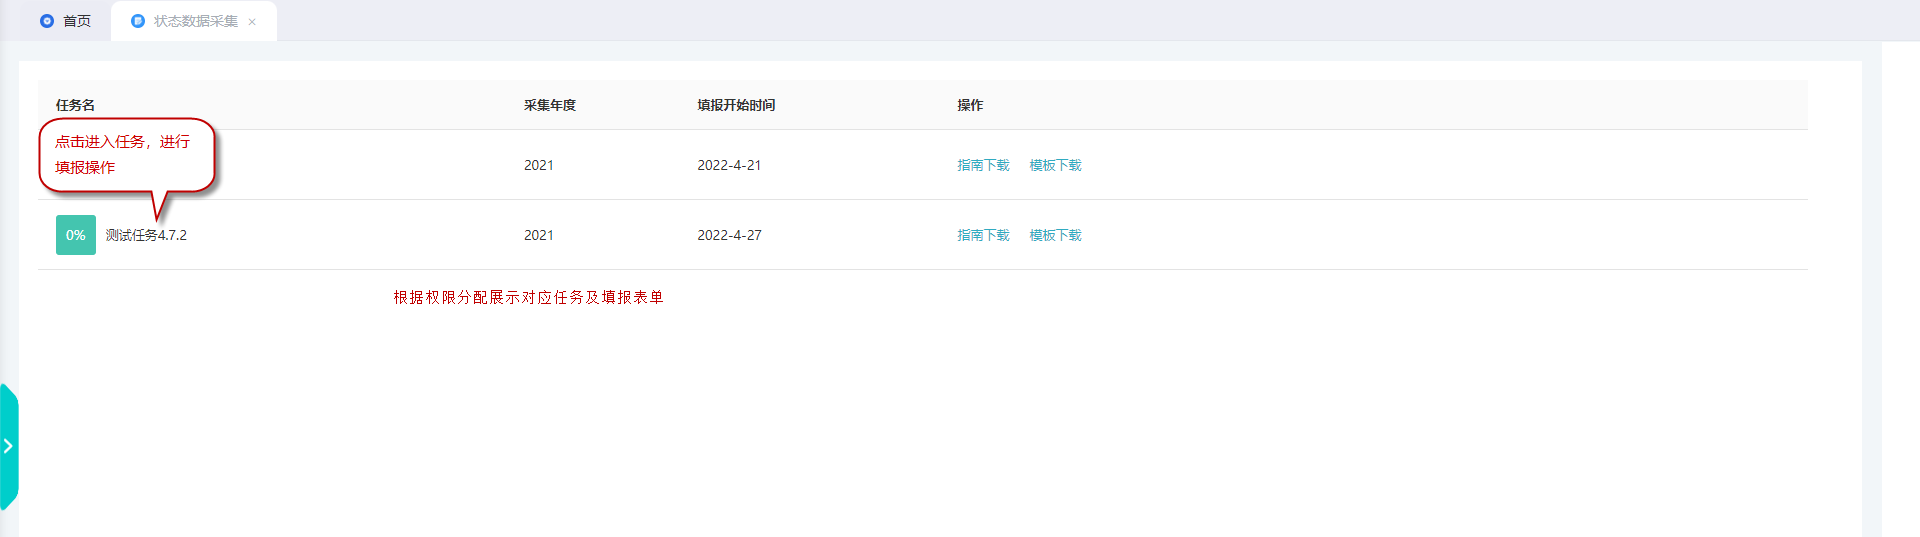 首页 状态数据采集 ×
任务名 采集年度 填报开始时间 操作
点击进入任务，进行
填报操作
2021 2022-4-21 指南下载 模板下载
0% 测试任务4.7.2 2021 2022-4-27 指南下载 模板下载
根据权限分配展示对应任务及填报表单